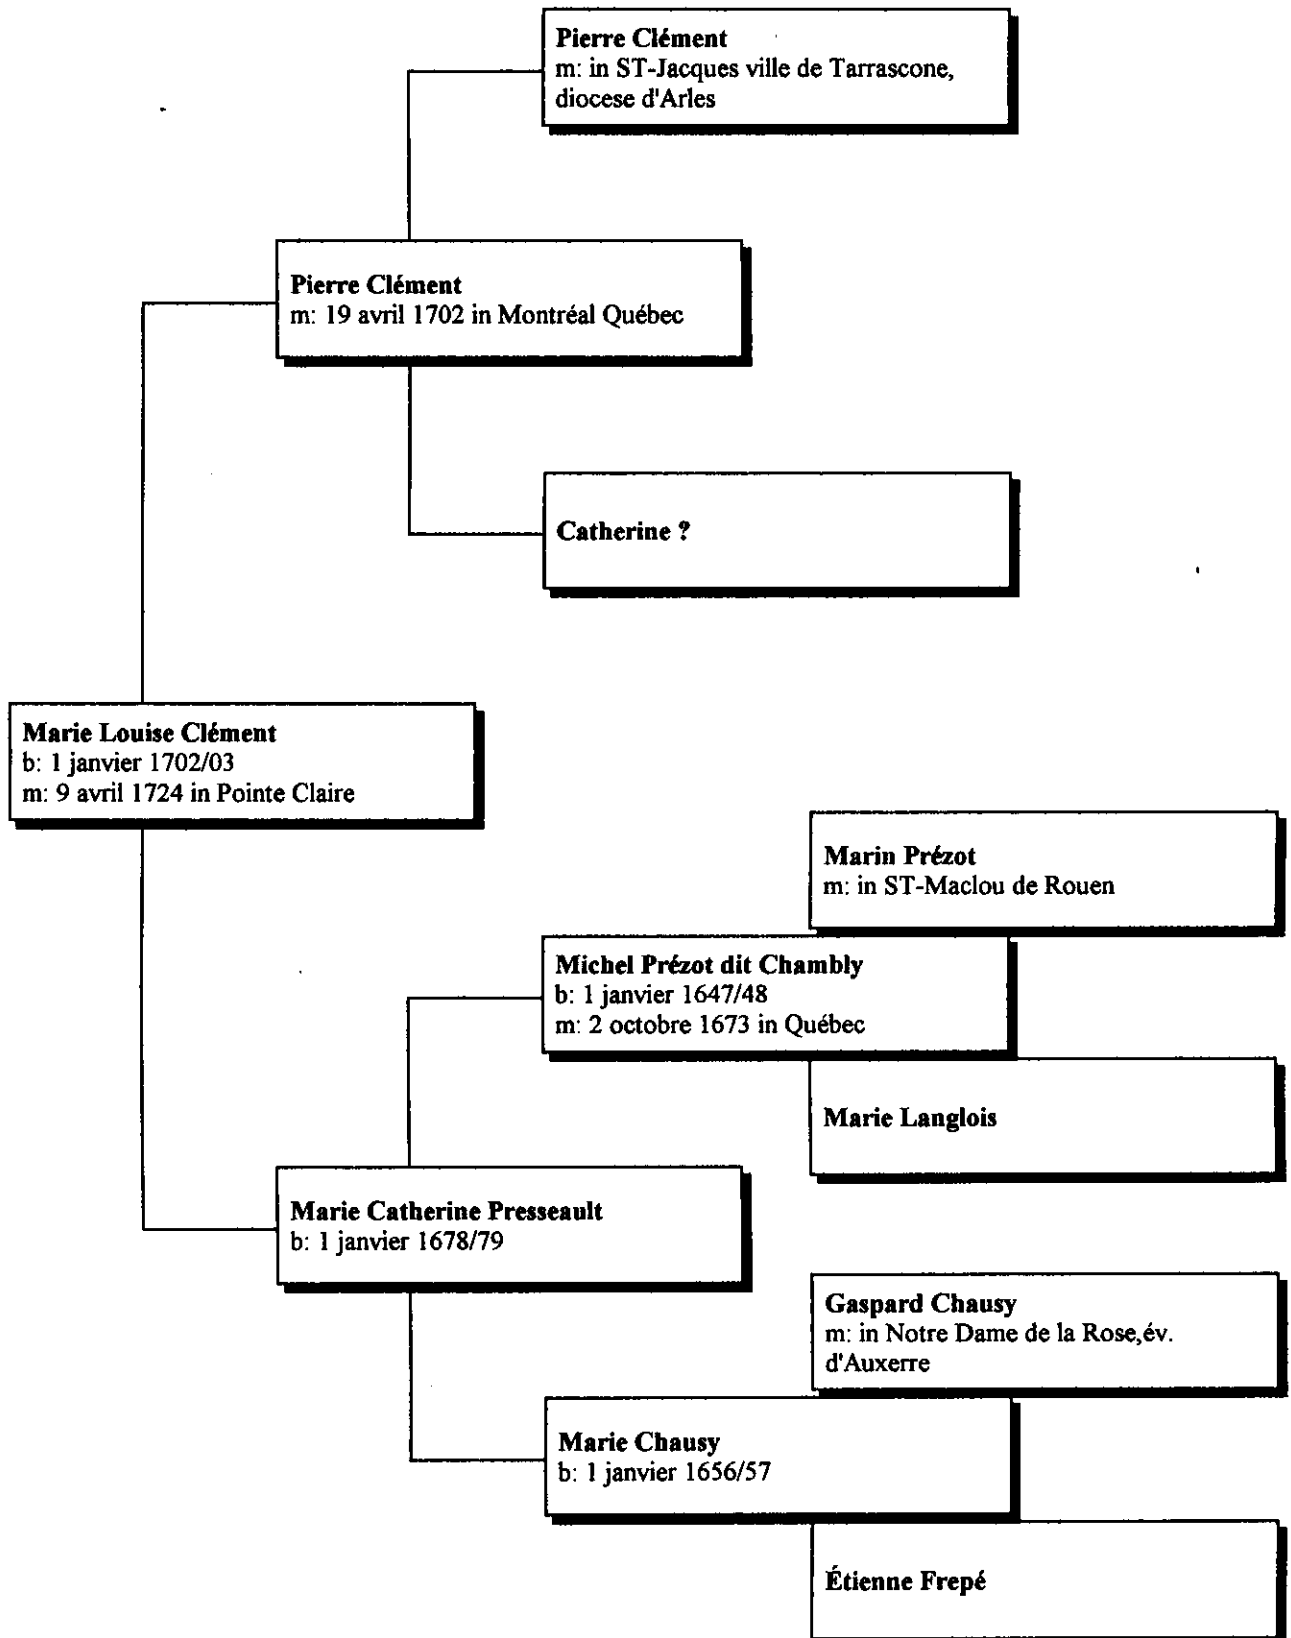 Pierre Clément
m: in ST-Jacques ville de Tarrascone,
diocese d'Arles
Pierre Clément
m: 19 avril 1702 in Montréal Québec
Catherine ?
Marie Louise Clément
b: 1 janvier 1702/03
m: 9 avril 1724 in Pointe Claire
Marin Prézot
m: in ST-Maclou de Rouen
Michel Prézot dit Chambly
b: 1 janvier 1647/48
m: 2 octobre 1673 in Québec
Marie Langlois
Marie Catherine Presseault
b: 1 janvier 1678/79
Gaspard Chausy
m: in Notre Dame de la Rose,év.
d'Auxerre
Marie Chausy
b: 1 janvier 1656/57
Étienne Frepé